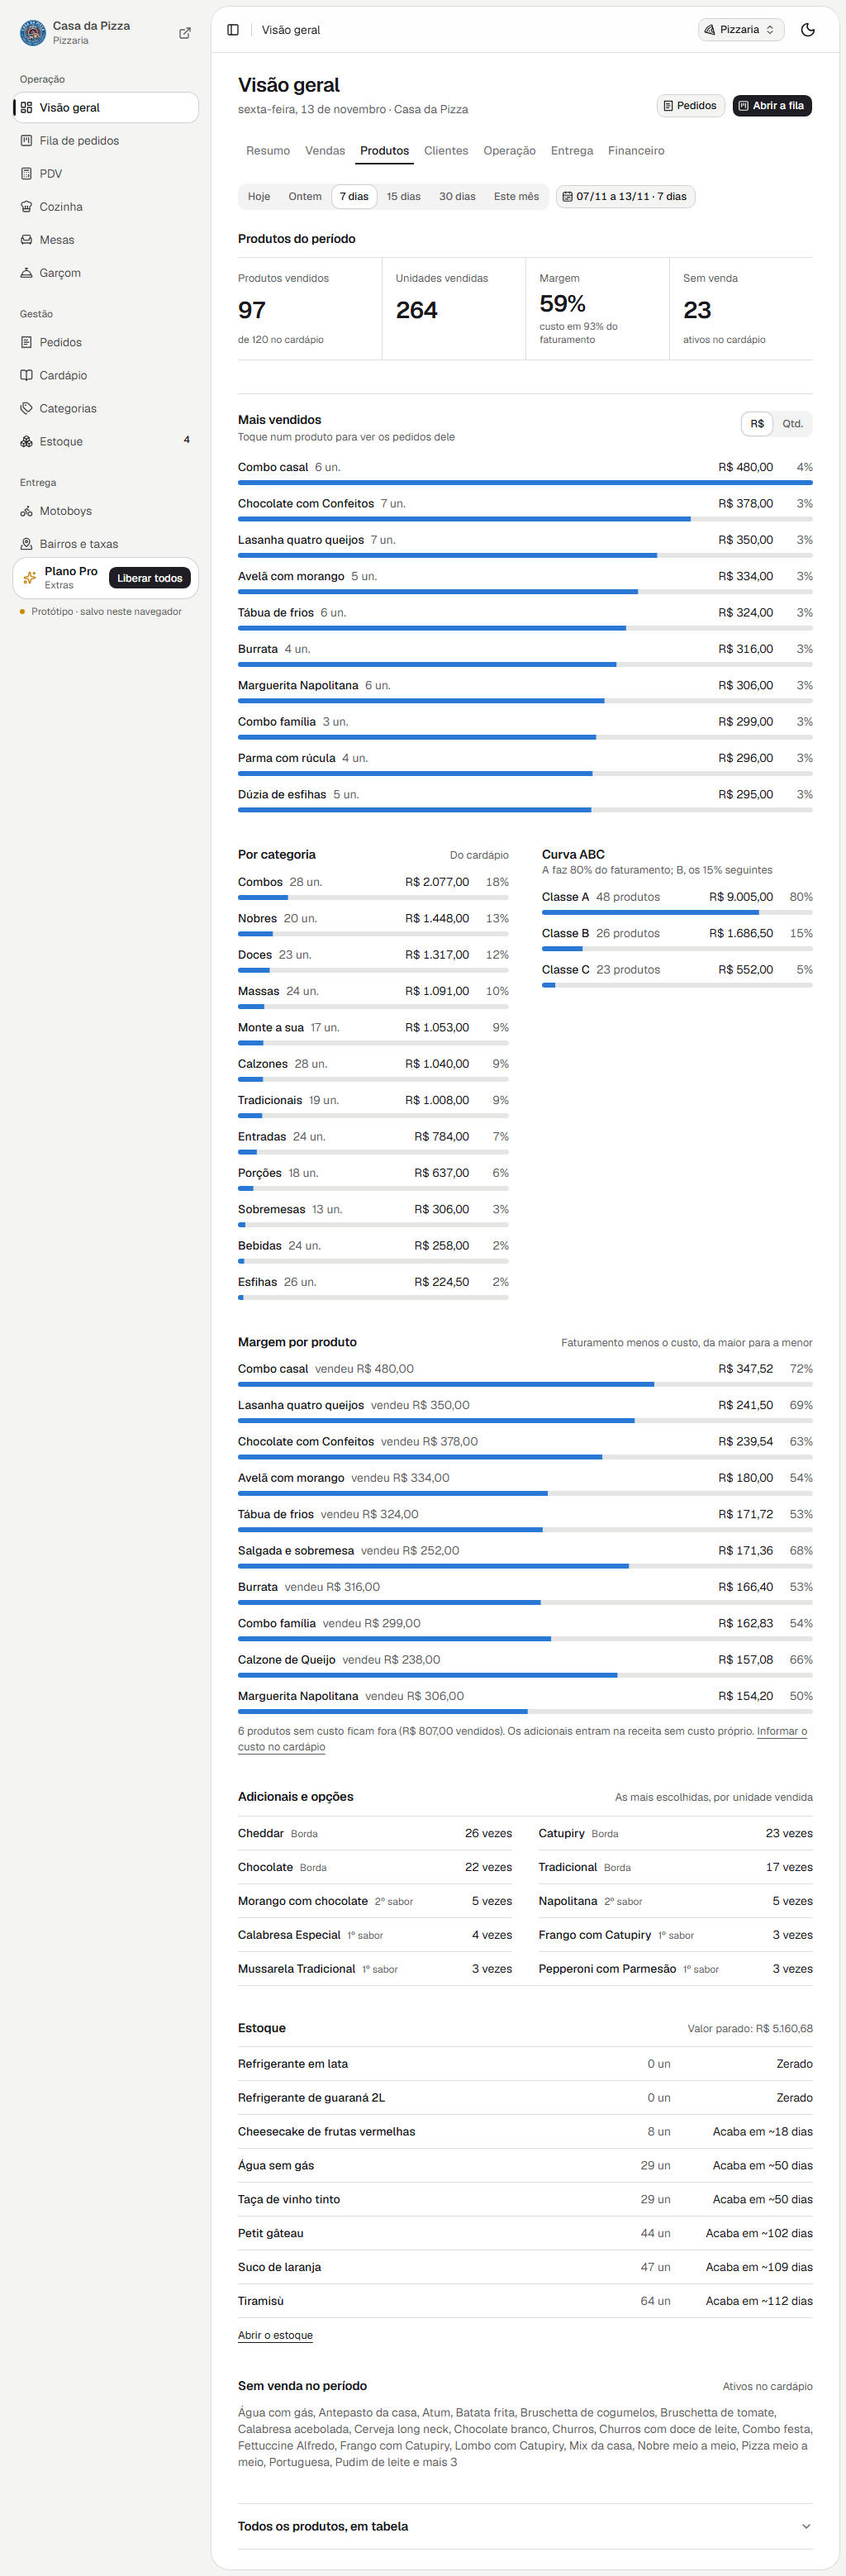 Casa da Pizza
Pizzaria
Operação
Visão geral
Fila de pedidos
PDV
Cozinha
Mesas
Garçom
Gestão
Pedidos
Cardápio
Categorias
Estoque 4
Entrega
Motoboys
Bairros e taxas
Plano Pro
Extras
Liberar todos
Protótipo · salvo neste navegador
Visão geral
Pizzaria
Visão geral
sexta-feira, 13 de novembro · Casa da Pizza
Pedidos
Abrir a fila
Resumo Vendas Produtos Clientes Operação Entrega Financeiro
Hoje Ontem 7 dias 15 dias 30 dias Este mês 07/11 a 13/11 · 7 dias
Produtos do período
Produtos vendidos
97
de 120 no cardápio
Unidades vendidas
264
Margem
59%
custo em 93% do
faturamento
Sem venda
23
ativos no cardápio
Mais vendidos
Toque num produto para ver os pedidos dele
R$ Qtd.
Combo casal 6 un. R$ 480,00 4%
Chocolate com Confeitos 7 un. R$ 378,00 3%
Lasanha quatro queijos 7 un. R$ 350,00 3%
Avelã com morango 5 un. R$ 334,00 3%
Tábua de frios 6 un. R$ 324,00 3%
Burrata 4 un. R$ 316,00 3%
Marguerita Napolitana 6 un. R$ 306,00 3%
Combo família 3 un. R$ 299,00 3%
Parma com rúcula 4 un. R$ 296,00 3%
Dúzia de esfihas 5 un. R$ 295,00 3%
Por categoria Do cardápio
Combos 28 un. R$ 2.077,00 18%
Nobres 20 un. R$ 1.448,00 13%
Doces 23 un. R$ 1.317,00 12%
Massas 24 un. R$ 1.091,00 10%
Monte a sua 17 un. R$ 1.053,00 9%
Calzones 28 un. R$ 1.040,00 9%
Tradicionais 19 un. R$ 1.008,00 9%
Entradas 24 un. R$ 784,00 7%
Porções 18 un. R$ 637,00 6%
Sobremesas 13 un. R$ 306,00 3%
Bebidas 24 un. R$ 258,00 2%
Esfihas 26 un. R$ 224,50 2%
Curva ABC
A faz 80% do faturamento; B, os 15% seguintes
Classe A 48 produtos R$ 9.005,00 80%
Classe B 26 produtos R$ 1.686,50 15%
Classe C 23 produtos R$ 552,00 5%
Margem por produto Faturamento menos o custo, da maior para a menor
Combo casal vendeu R$ 480,00 R$ 347,52 72%
Lasanha quatro queijos vendeu R$ 350,00 R$ 241,50 69%
Chocolate com Confeitos vendeu R$ 378,00 R$ 239,54 63%
Avelã com morango vendeu R$ 334,00 R$ 180,00 54%
Tábua de frios vendeu R$ 324,00 R$ 171,72 53%
Salgada e sobremesa vendeu R$ 252,00 R$ 171,36 68%
Burrata vendeu R$ 316,00 R$ 166,40 53%
Combo família vendeu R$ 299,00 R$ 162,83 54%
Calzone de Queijo vendeu R$ 238,00 R$ 157,08 66%
Marguerita Napolitana vendeu R$ 306,00 R$ 154,20 50%
6 produtos sem custo ficam fora (R$ 807,00 vendidos). Os adicionais entram na receita sem custo próprio. Informar o
custo no cardápio
Adicionais e opções As mais escolhidas, por unidade vendida
Cheddar Borda 26 vezes Catupiry Borda 23 vezes
Chocolate Borda 22 vezes Tradicional Borda 17 vezes
Morango com chocolate 2º sabor 5 vezes Napolitana 2º sabor 5 vezes
Calabresa Especial 1º sabor 4 vezes Frango com Catupiry 1º sabor 3 vezes
Mussarela Tradicional 1º sabor 3 vezes Pepperoni com Parmesão 1º sabor 3 vezes
Estoque Valor parado: R$ 5.160,68
Refrigerante em lata 0 un Zerado
Refrigerante de guaraná 2L 0 un Zerado
Cheesecake de frutas vermelhas 8 un Acaba em ~18 dias
Água sem gás 29 un Acaba em ~50 dias
Taça de vinho tinto 29 un Acaba em ~50 dias
Petit gâteau 44 un Acaba em ~102 dias
Suco de laranja 47 un Acaba em ~109 dias
Tiramisù 64 un Acaba em ~112 dias
Abrir o estoque
Sem venda no período Ativos no cardápio
Água com gás, Antepasto da casa, Atum, Batata frita, Bruschetta de cogumelos, Bruschetta de tomate,
Calabresa acebolada, Cerveja long neck, Chocolate branco, Churros, Churros com doce de leite, Combo festa,
Fettuccine Alfredo, Frango com Catupiry, Lombo com Catupiry, Mix da casa, Nobre meio a meio, Pizza meio a
meio, Portuguesa, Pudim de leite e mais 3
Todos os produtos, em tabela